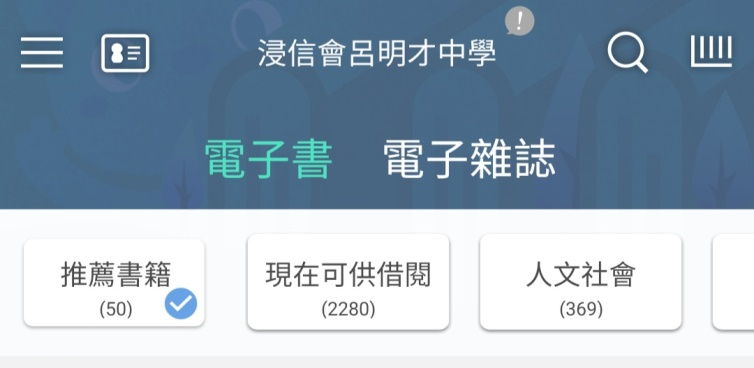 浸信會呂明才中學
!
電子書 電子雜誌
推薦書籍 現在可供借閱 人文社會
(50) (2280) (369)